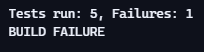 Tests run: 5, Failures: 1
BUILD FAILURE